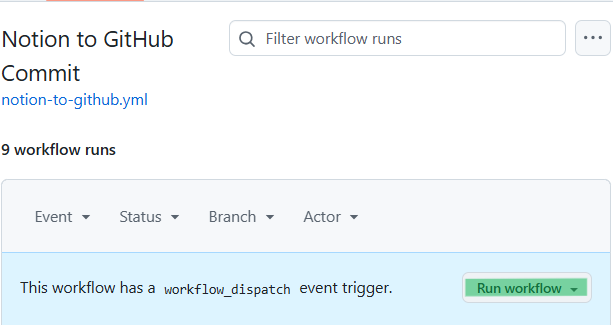 Notion to GitHub
Commit
notion-to-github.yml
Filter workflow runs
9 workflow runs
Event Status Branch Actor
This workflow has a workflow_dispatch event trigger.
Run workflow